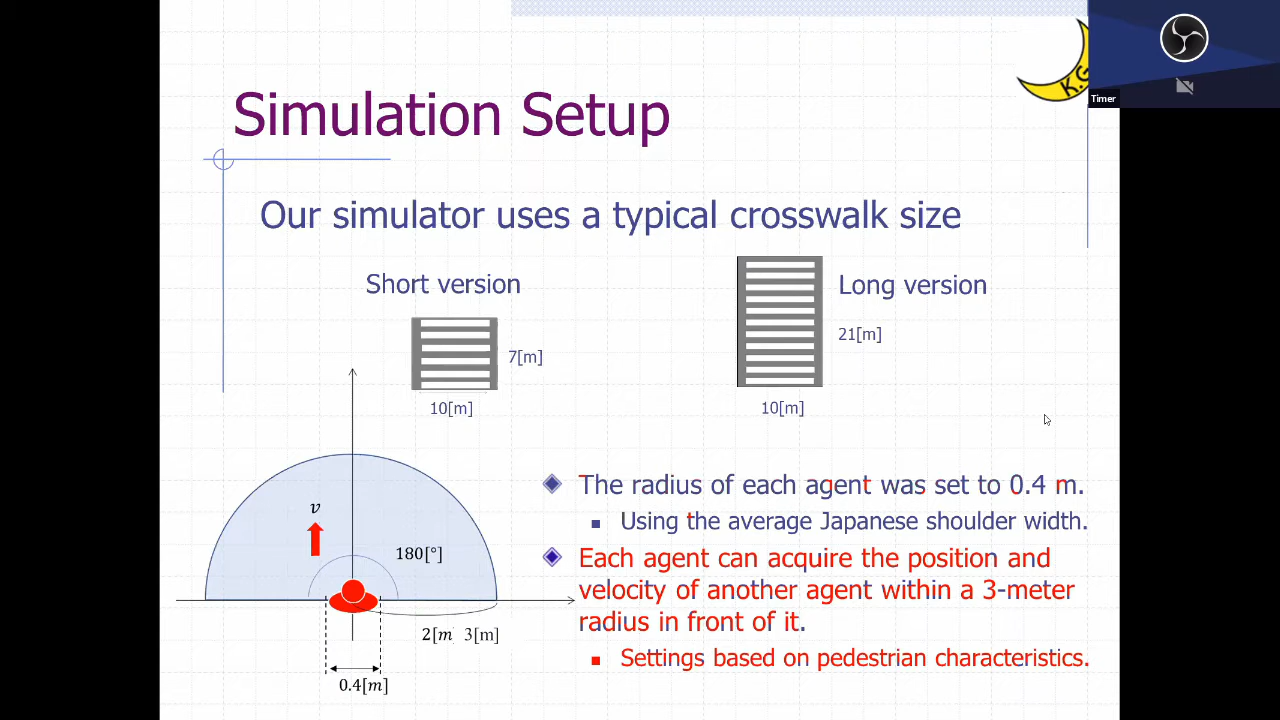 K.G
Timer
Simulation Setup
Our simulator uses a typical crosswalk size
Short version
Long version
7[m]
21[m]
10[m]
10[m]
v
180[°]
2[m 3[m]
0.4[m]
The radius of each agent was set to 0.4 m.
Using the average Japanese shoulder width.
Each agent can acquire the position and
velocity of another agent within a 3-meter
radius in front of it.
Settings based on pedestrian characteristics.